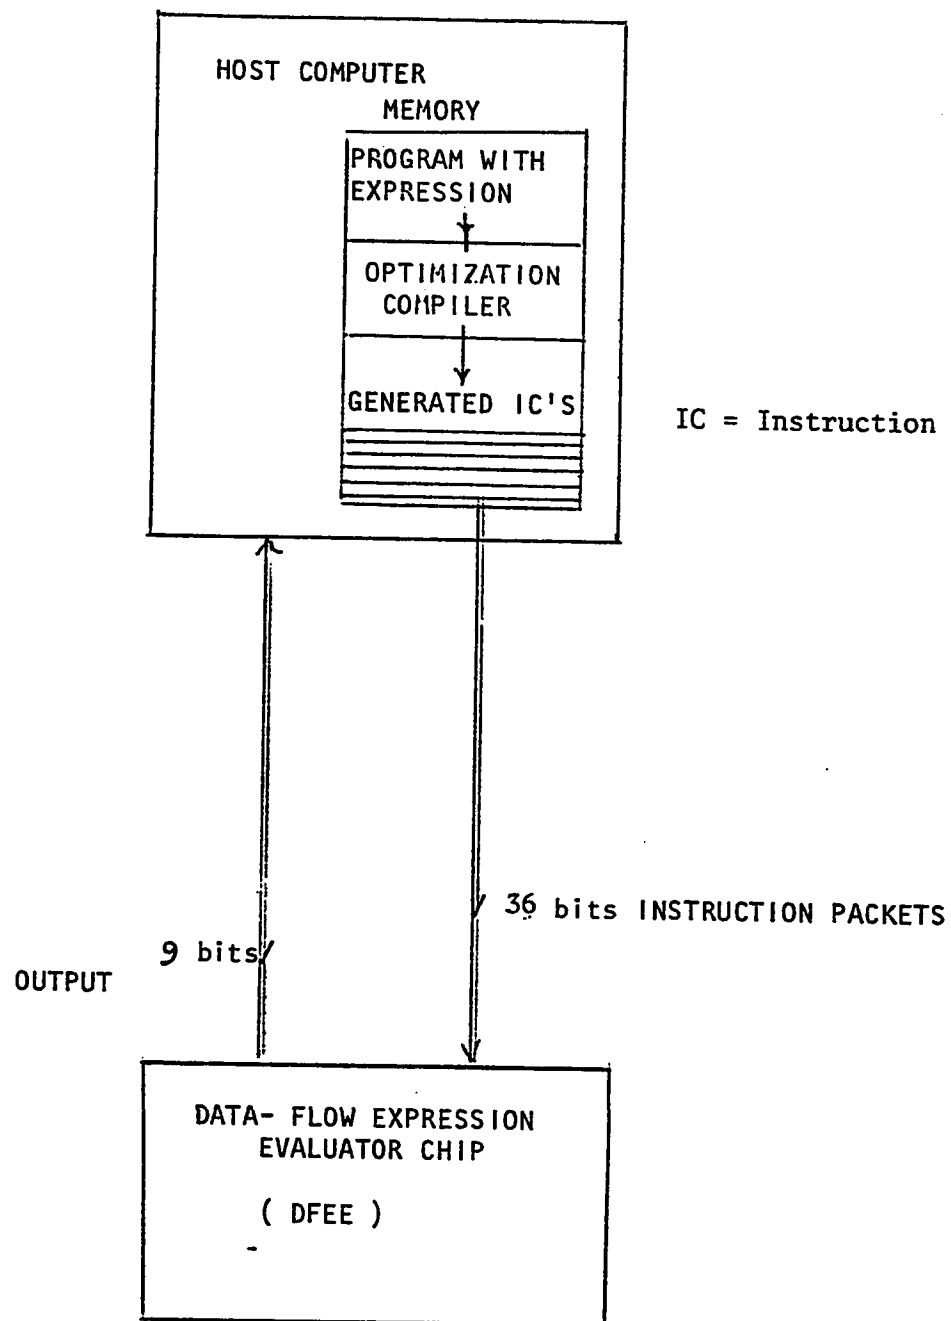 HOST COMPUTER
MEMORY
PROGRAM WITH
EXPRESSION
OPTIMIZATION
COMPILER
GENERATED IC'S
IC = Instruction
36 bits INSTRUCTION PACKETS
9 bits
OUTPUT
DATA- FLOW EXPRESSION
EVALUATOR CHIP
( DFEE )